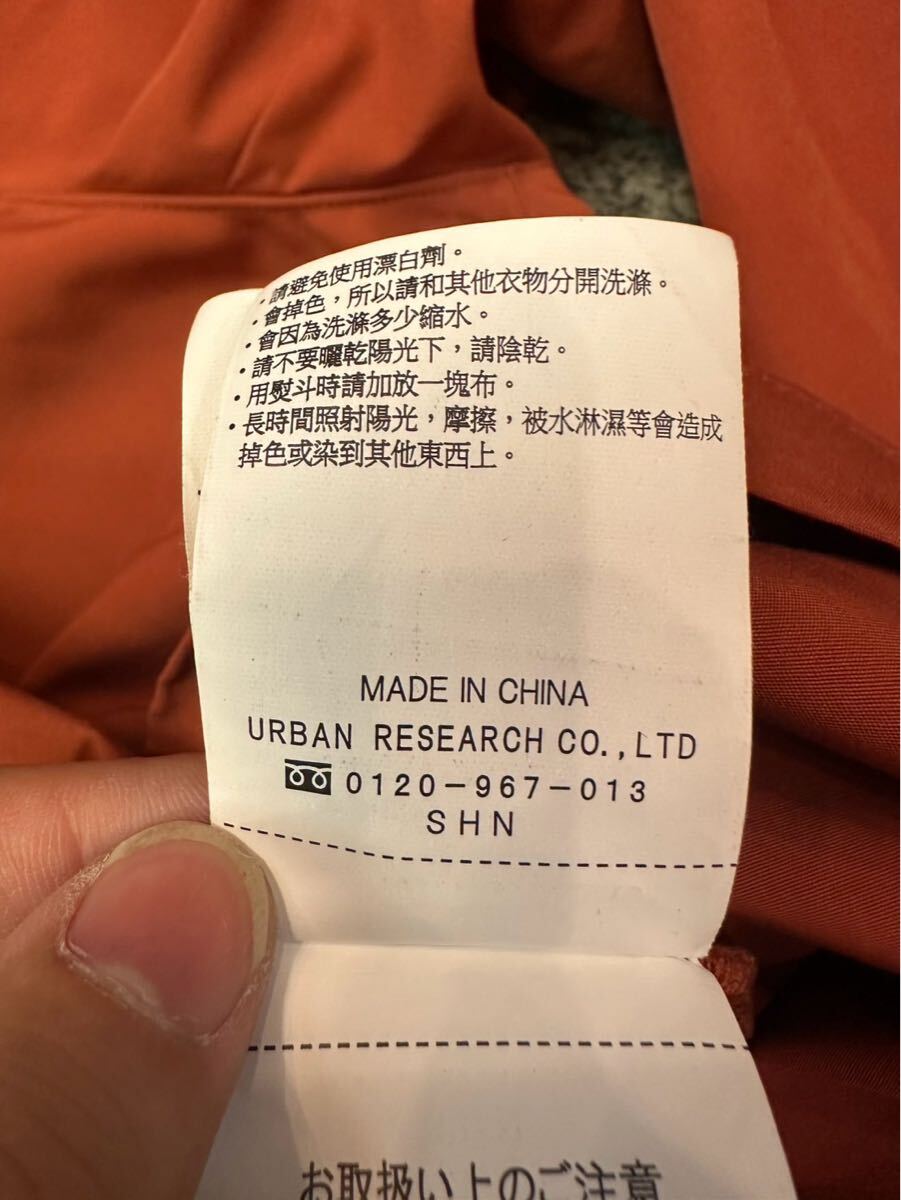 ・請避免使用漂白劑。
・會掉色，所以請和其他衣物分開洗滌。
・會因為洗滌多少縮水。
・請不要曬乾陽光下，請陰乾。
・用熨斗時請加放一塊布。
・長時間照射陽光，摩擦，被水淋濕等會造成
掉色或染到其他東西上。
MADE IN CHINA
URBAN RESEARCH CO.,LTD
0120-967-013
SHN
お取扱い上のご注意